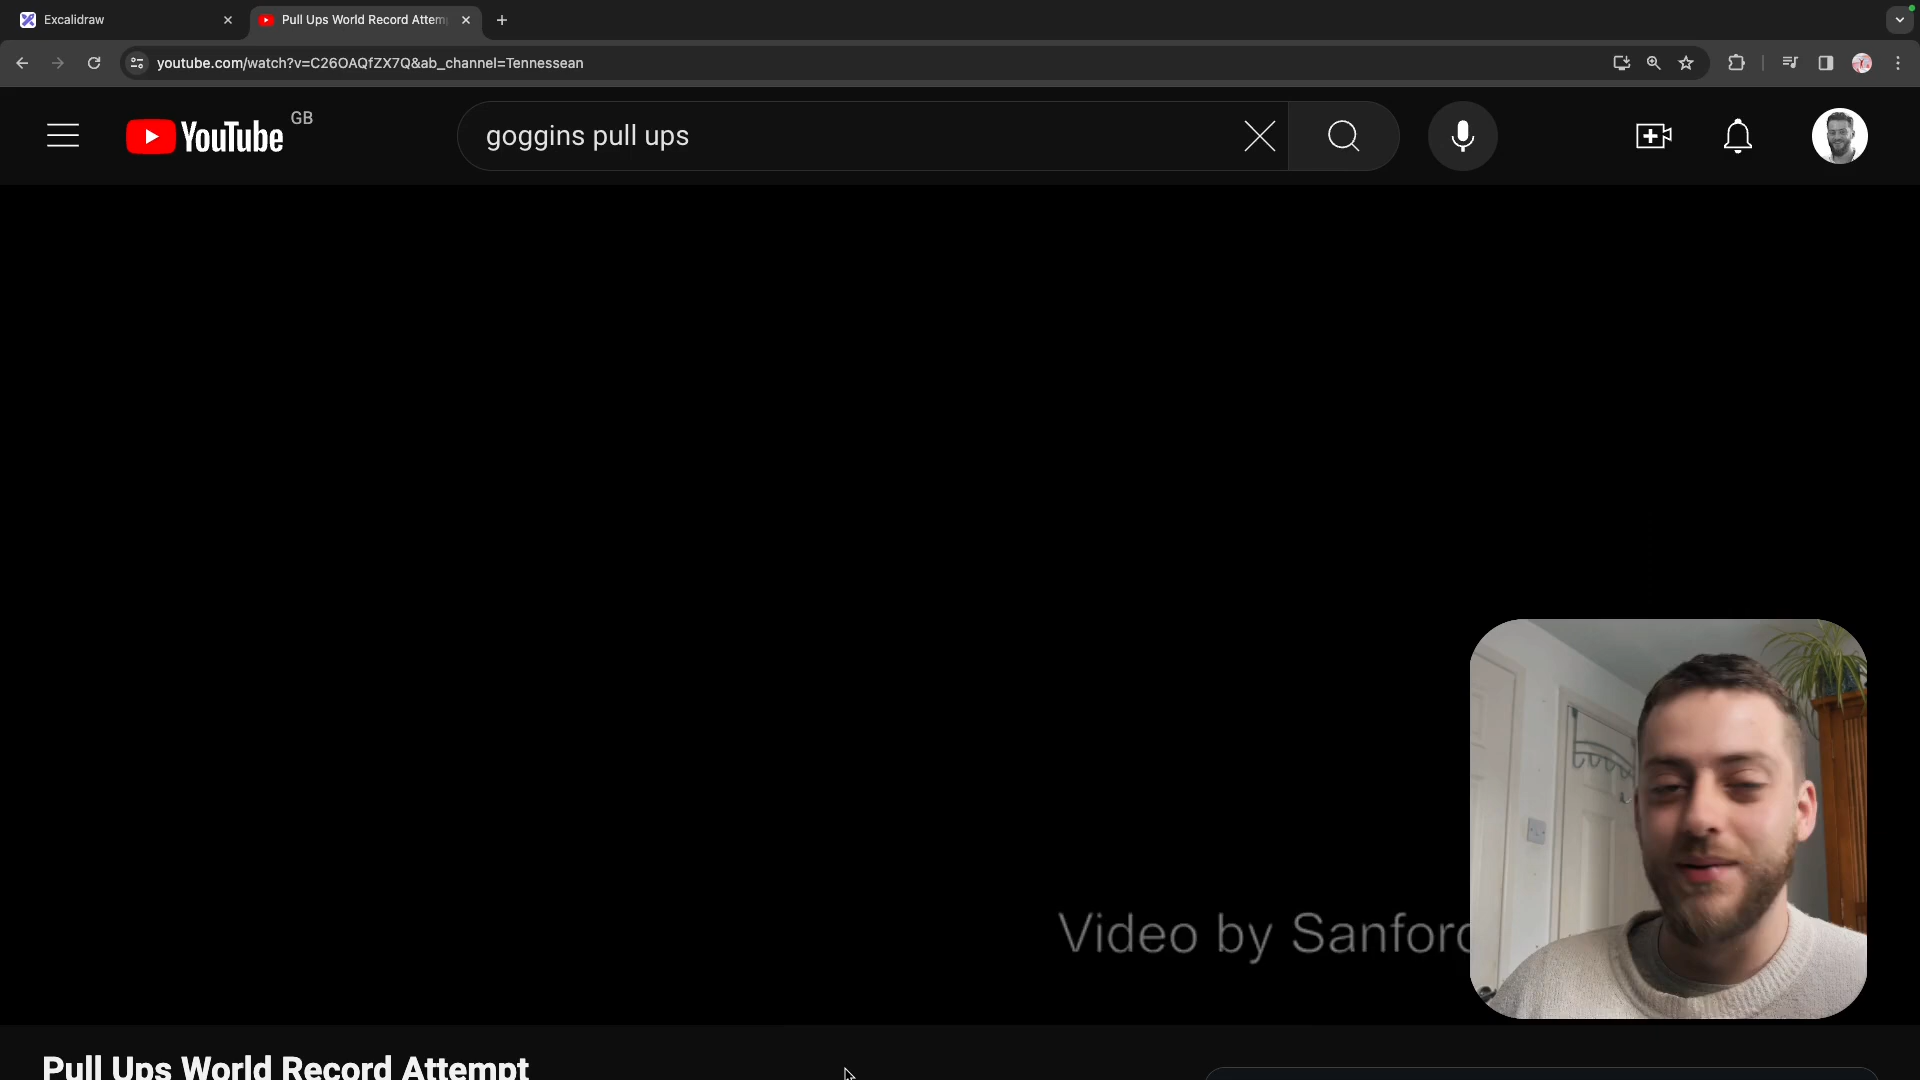 Excalidraw
Pull Ups World Record Attem
youtube.com/watch?v=C26OAQfZX7Q&ab_channel=Tennessean
YouTube GB
goggins pull ups
Video by Sanford
Pull Ups World Record Attempt